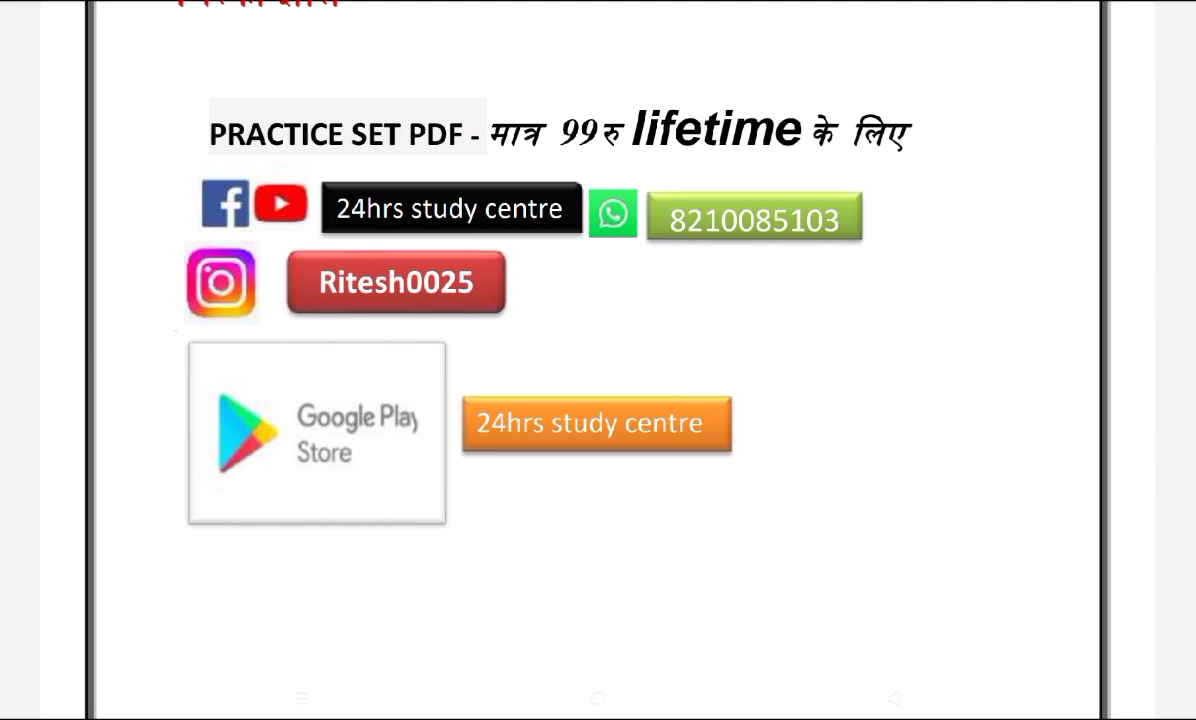 PRACTICE SET PDF - मात्र 99रु lifetime के लिए
24hrs study centre 8210085103
Ritesh0025
Google Play
Store
24hrs study centre